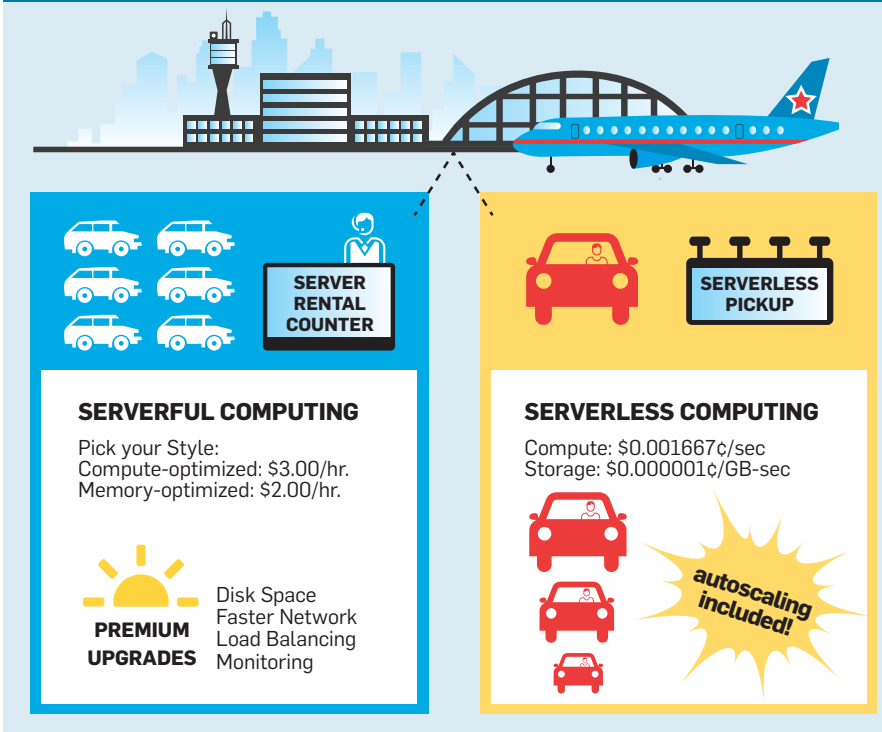 SERVER
RENTAL
COUNTER
SERVERFUL COMPUTING
Pick your Style:
Compute-optimized: $3.00/hr.
Memory-optimized: $2.00/hr.
PREMIUM
UPGRADES
Disk Space
Faster Network
Load Balancing
Monitoring
SERVERLESS
PICKUP
SERVERLESS COMPUTING
Compute: $0.001667¢/sec
Storage: $0.000001¢/GB-sec
autoscaling
included!